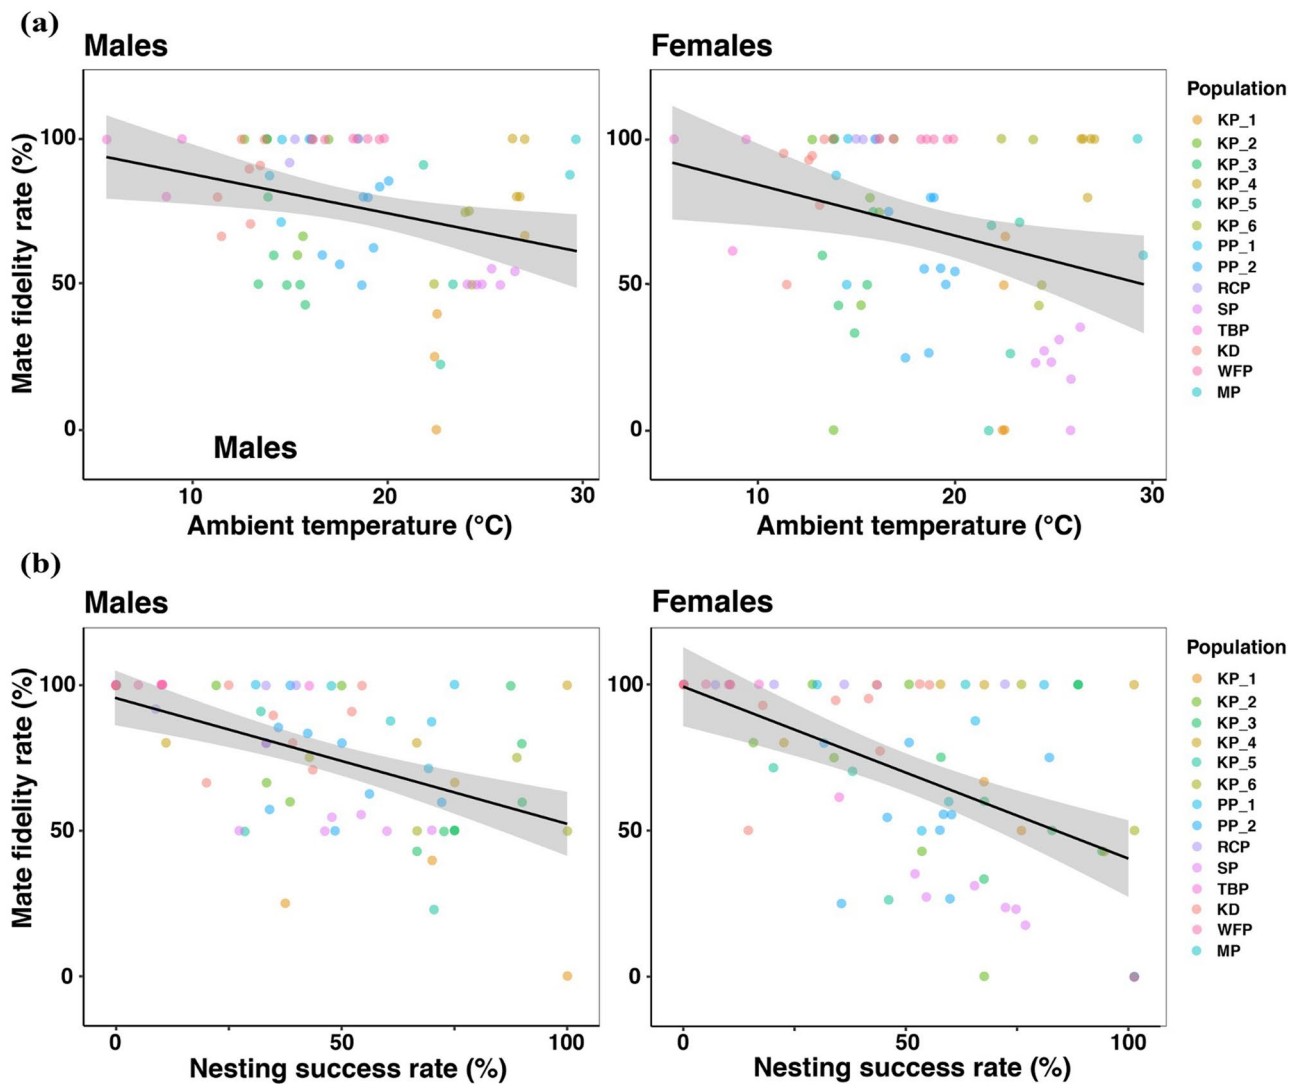 (a)
Males
Females
Mate fidelity rate (%)
100
50
0
Males
10
20
30
Ambient temperature (°C)
100
50
0
10
20
30
Ambient temperature (°C)
Population
KP_1
KP_2
KP_3
KP_4
KP_5
KP_6
PP_1
PP_2
RCP
SP
TBP
KD
WFP
MP
(b)
Males
Females
Mate fidelity rate (%)
100
50
0
0
50
100
Nesting success rate (%)
100
50
0
0
50
100
Nesting success rate (%)
Population
KP_1
KP_2
KP_3
KP_4
KP_5
KP_6
PP_1
PP_2
RCP
SP
TBP
KD
WFP
MP